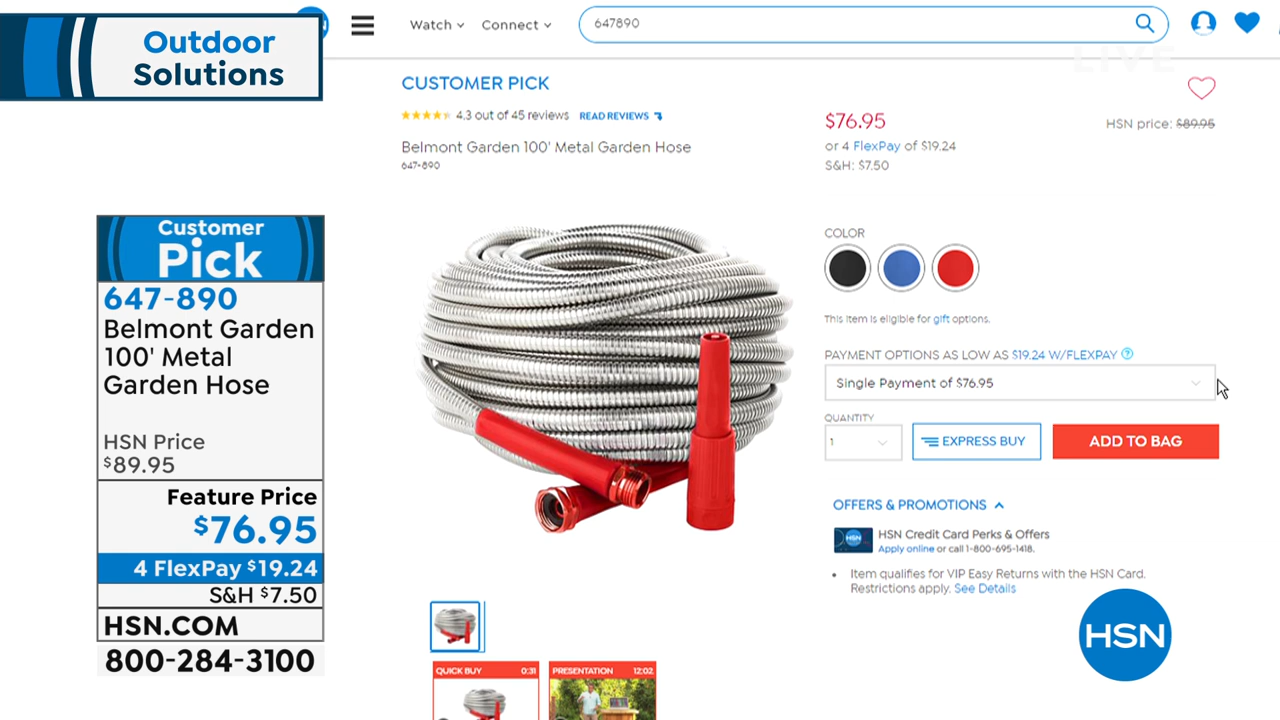 Outdoor
Solutions
Watch
Connect
647890
LIVE
CUSTOMER PICK
4.3 out of 45 reviews READ REVIEWS
Belmont Garden 100' Metal Garden Hose
647-890
$76.95
HSN price: $89.95
or 4 FlexPay of $19.24
S&H: $7.50
COLOR
This item is eligible for gift options.
PAYMENT OPTIONS AS LOW AS $19.24 W/FLEXPAY ?
Single Payment of $76.95
QUANTITY
1
EXPRESS BUY
ADD TO BAG
OFFERS & PROMOTIONS
HSN
HSN Credit Card Perks & Offers
Apply online or call 1-800-695-1418.
• Item qualifies for VIP Easy Returns with the HSN Card.
Restrictions apply. See Details
QUICK BUY 0:31
PRESENTATION 12:02
Customer
Pick
647-890
Belmont Garden
100' Metal
Garden Hose
HSN Price
$89.95
Feature Price
$76.95
4 FlexPay $19.24
S&H $7.50
HSN.COM
800-284-3100
HSN